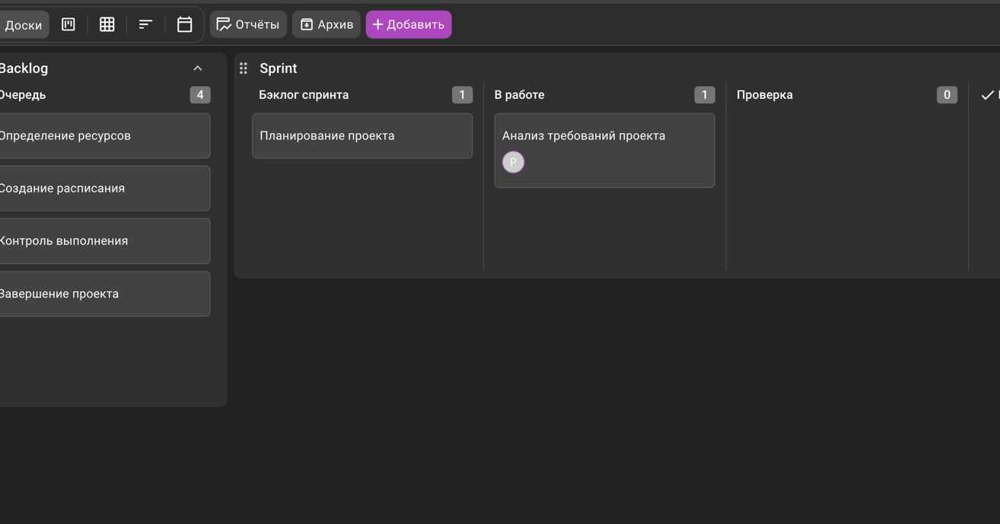 Доски
Отчёты
Архив
+ Добавить
Backlog
Очередь
4
Определение ресурсов
Создание расписания
Контроль выполнения
Завершение проекта
Sprint
Бэклог спринта
1
Планирование проекта
В работе
1
Анализ требований проекта
P
Проверка
0